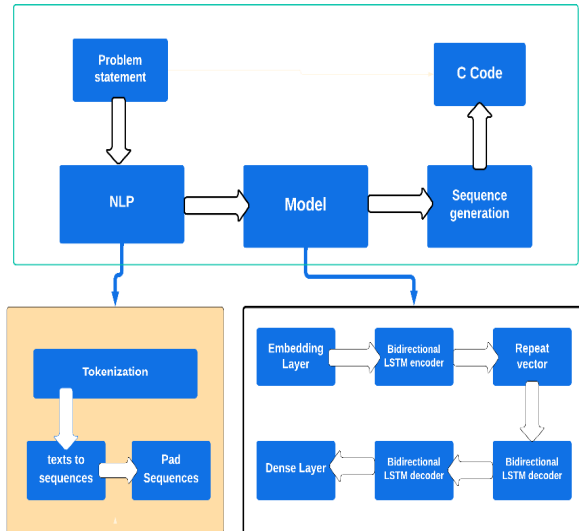 Problem
statement
C Code
NLP
Model
Sequence
generation
Tokenization
texts to
sequences
Pad
Sequences
Embedding
Layer
Bidirectional
LSTM encoder
Repeat
vector
Dense Layer
Bidirectional
LSTM decoder
Bidirectional
LSTM decoder